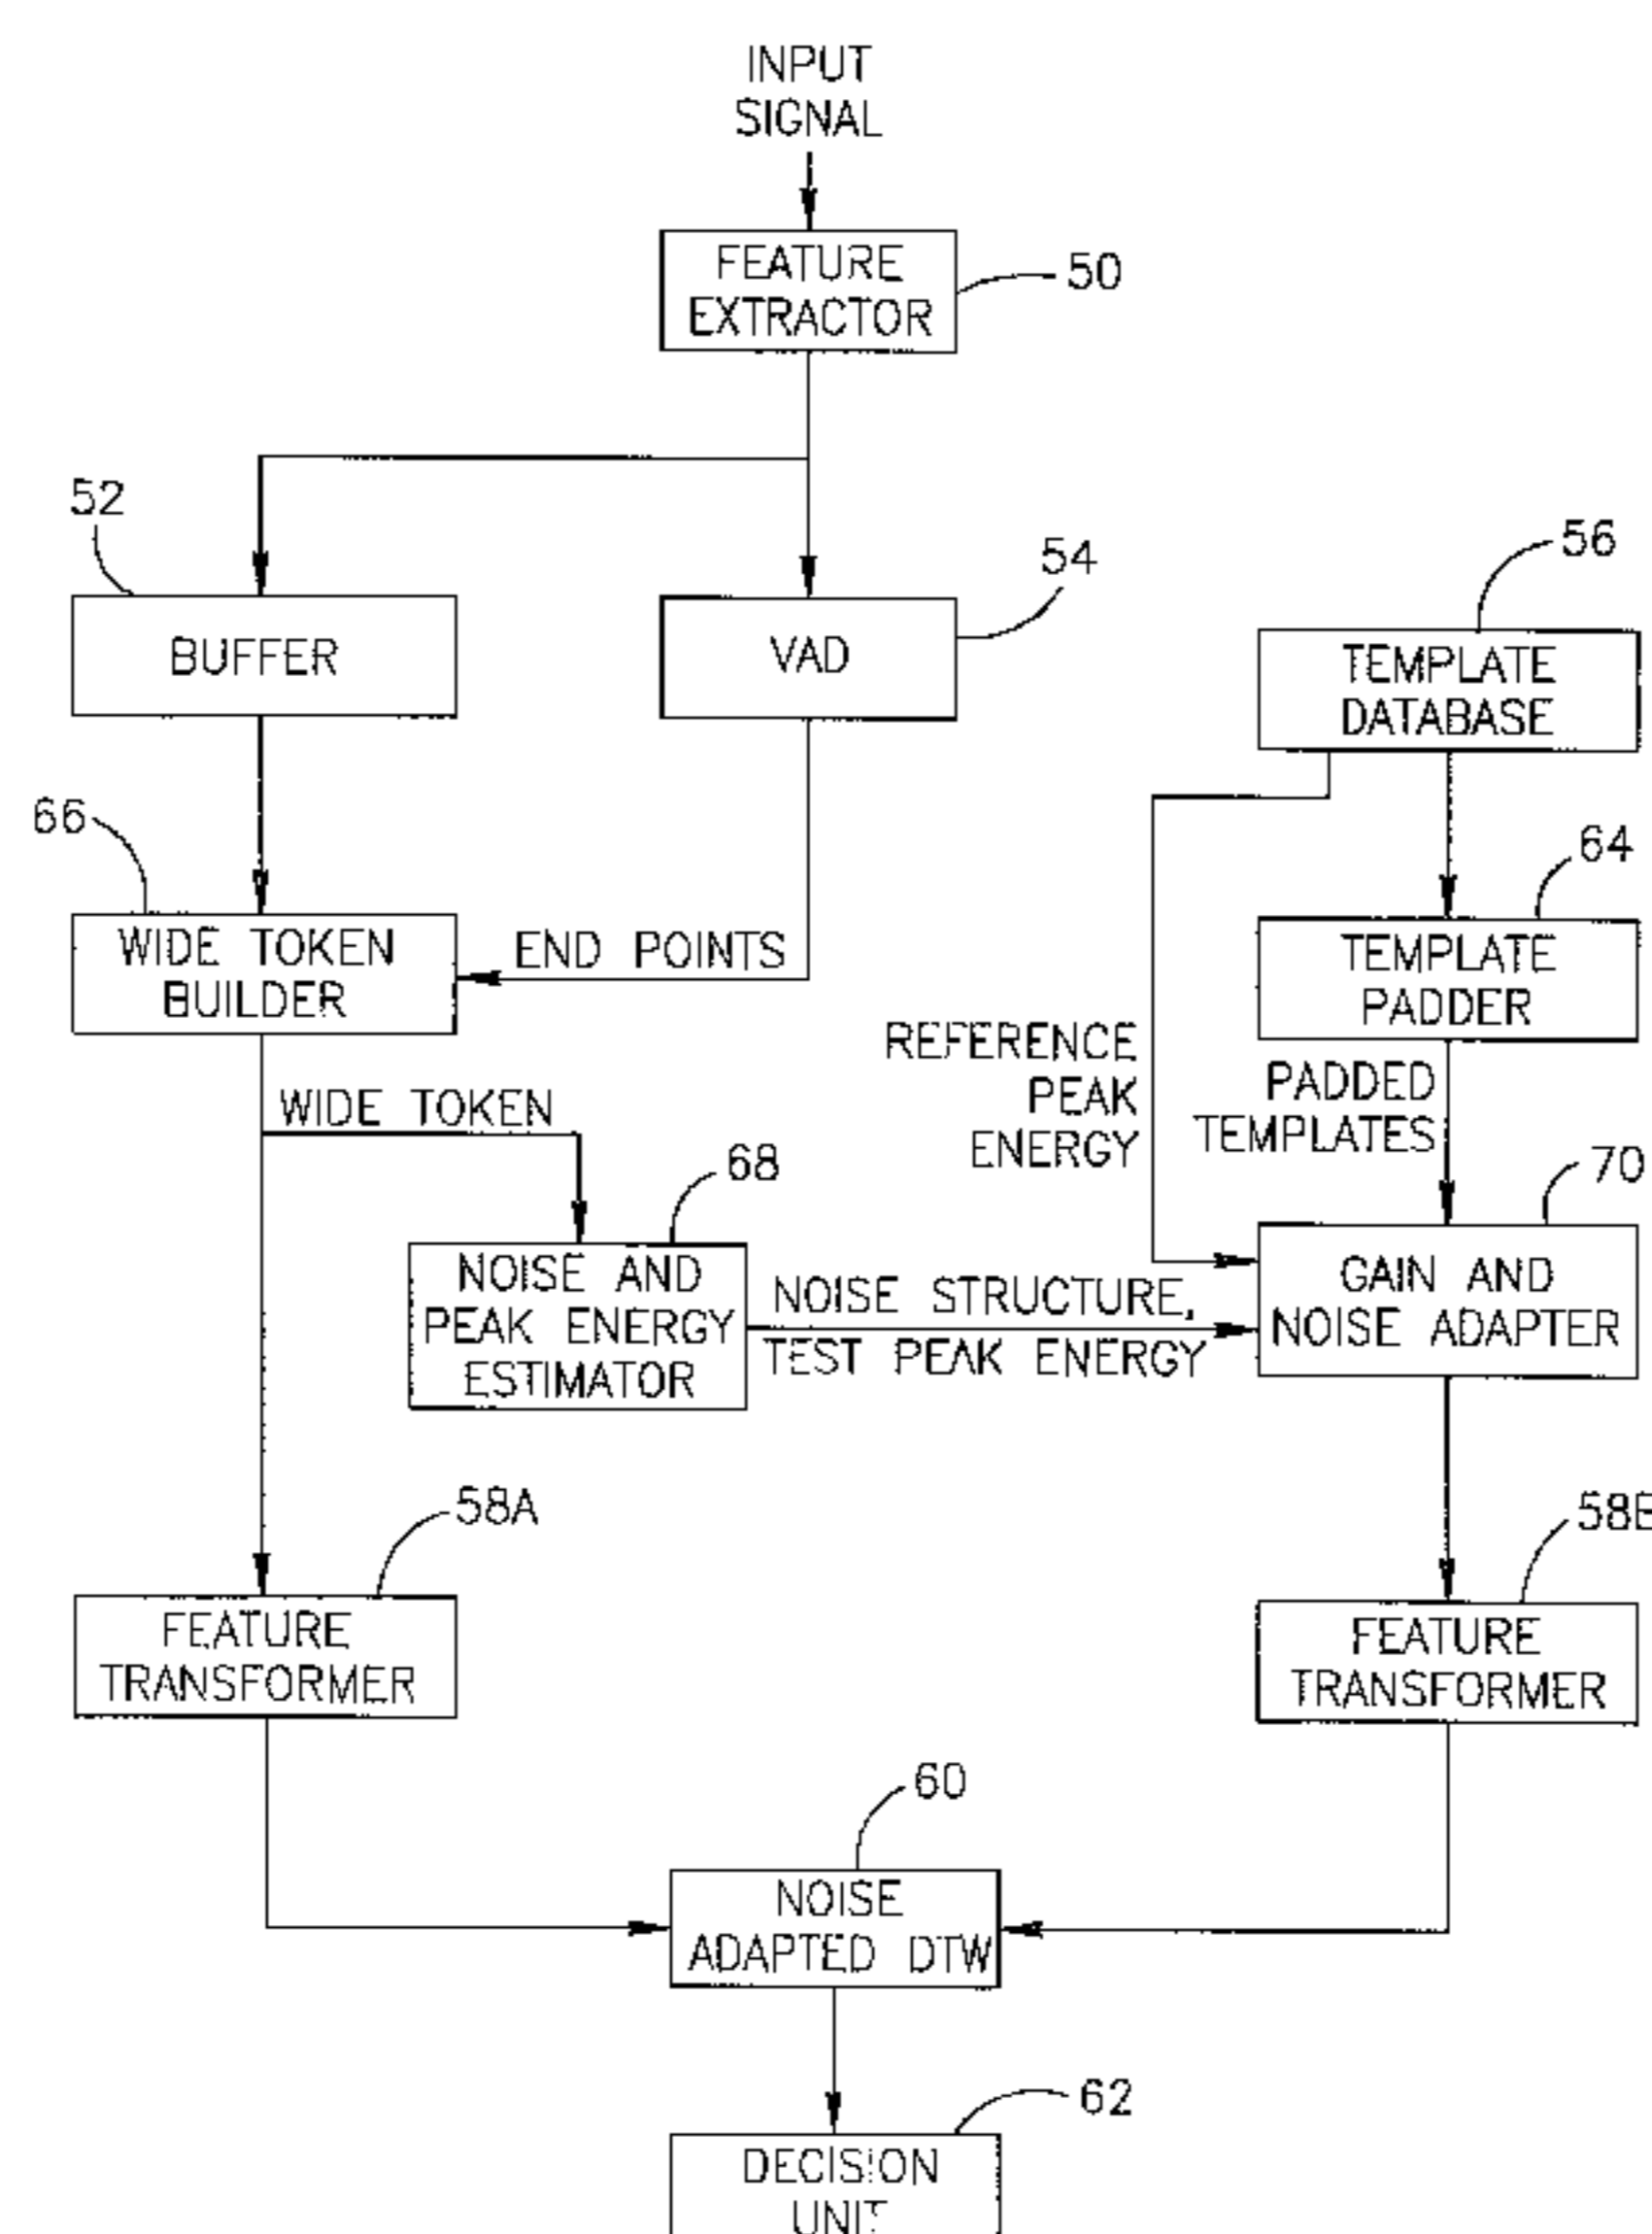 INPUT
SIGNAL
FEATURE
EXTRACTOR
50
52
BUFFER
54
VAD
56
TEMPLATE
DATABASE
66
WIDE TOKEN
BUILDER
END POINTS
64
TEMPLATE
PADDER
REFERENCE
PEAK
ENERGY
PADDED
TEMPLATES
WIDE TOKEN
68
NOISE AND
PEAK ENERGY
ESTIMATOR
NOISE STRUCTURE,
TEST PEAK ENERGY
70
GAIN AND
NOISE ADAPTER
58A
FEATURE
TRANSFORMER
58B
FEATURE
TRANSFORMER
60
NOISE
ADAPTED DTW
62
DECISION
UNIT